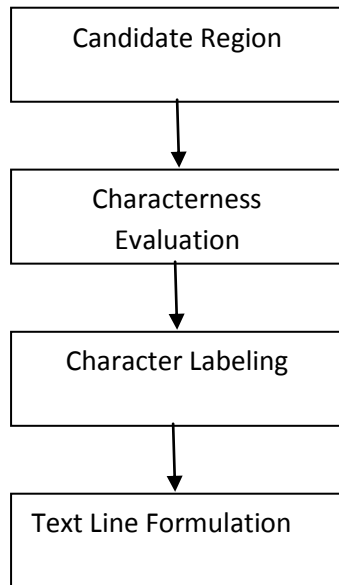 Candidate Region
Characterness
Evaluation
Character Labeling
Text Line Formulation